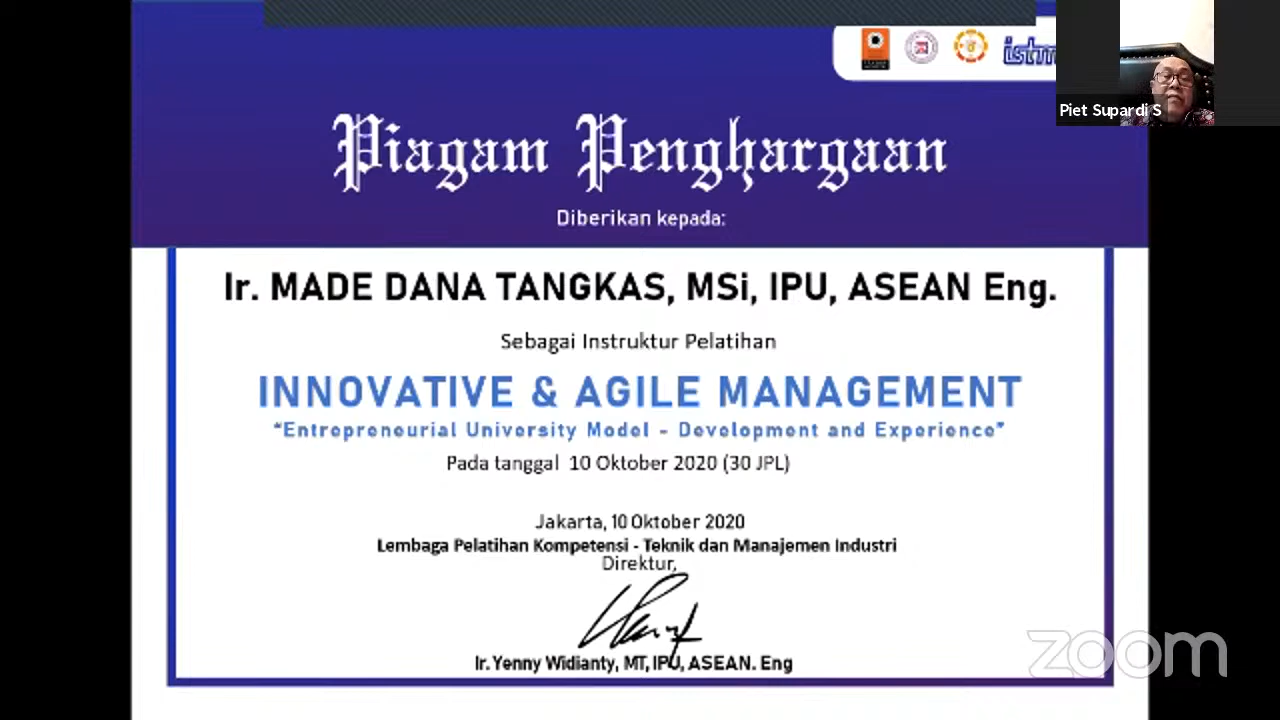 Piet Supardi S
Piagam Penghargaan
Diberikan kepada:
Ir. MADE DANA TANGKAS, MSi, IPU, ASEAN Eng.
Sebagai Instruktur Pelatihan
INNOVATIVE & AGILE MANAGEMENT
"Entrepreneurial University Model - Development and Experience"
Pada tanggal 10 Oktober 2020 (30 JPL)
Jakarta, 10 Oktober 2020
Lembaga Pelatihan Kompetensi - Teknik dan Manajemen Industri
Direktur,
Ir. Yenny Widianty, MT, IPU, ASEAN. Eng
zoom